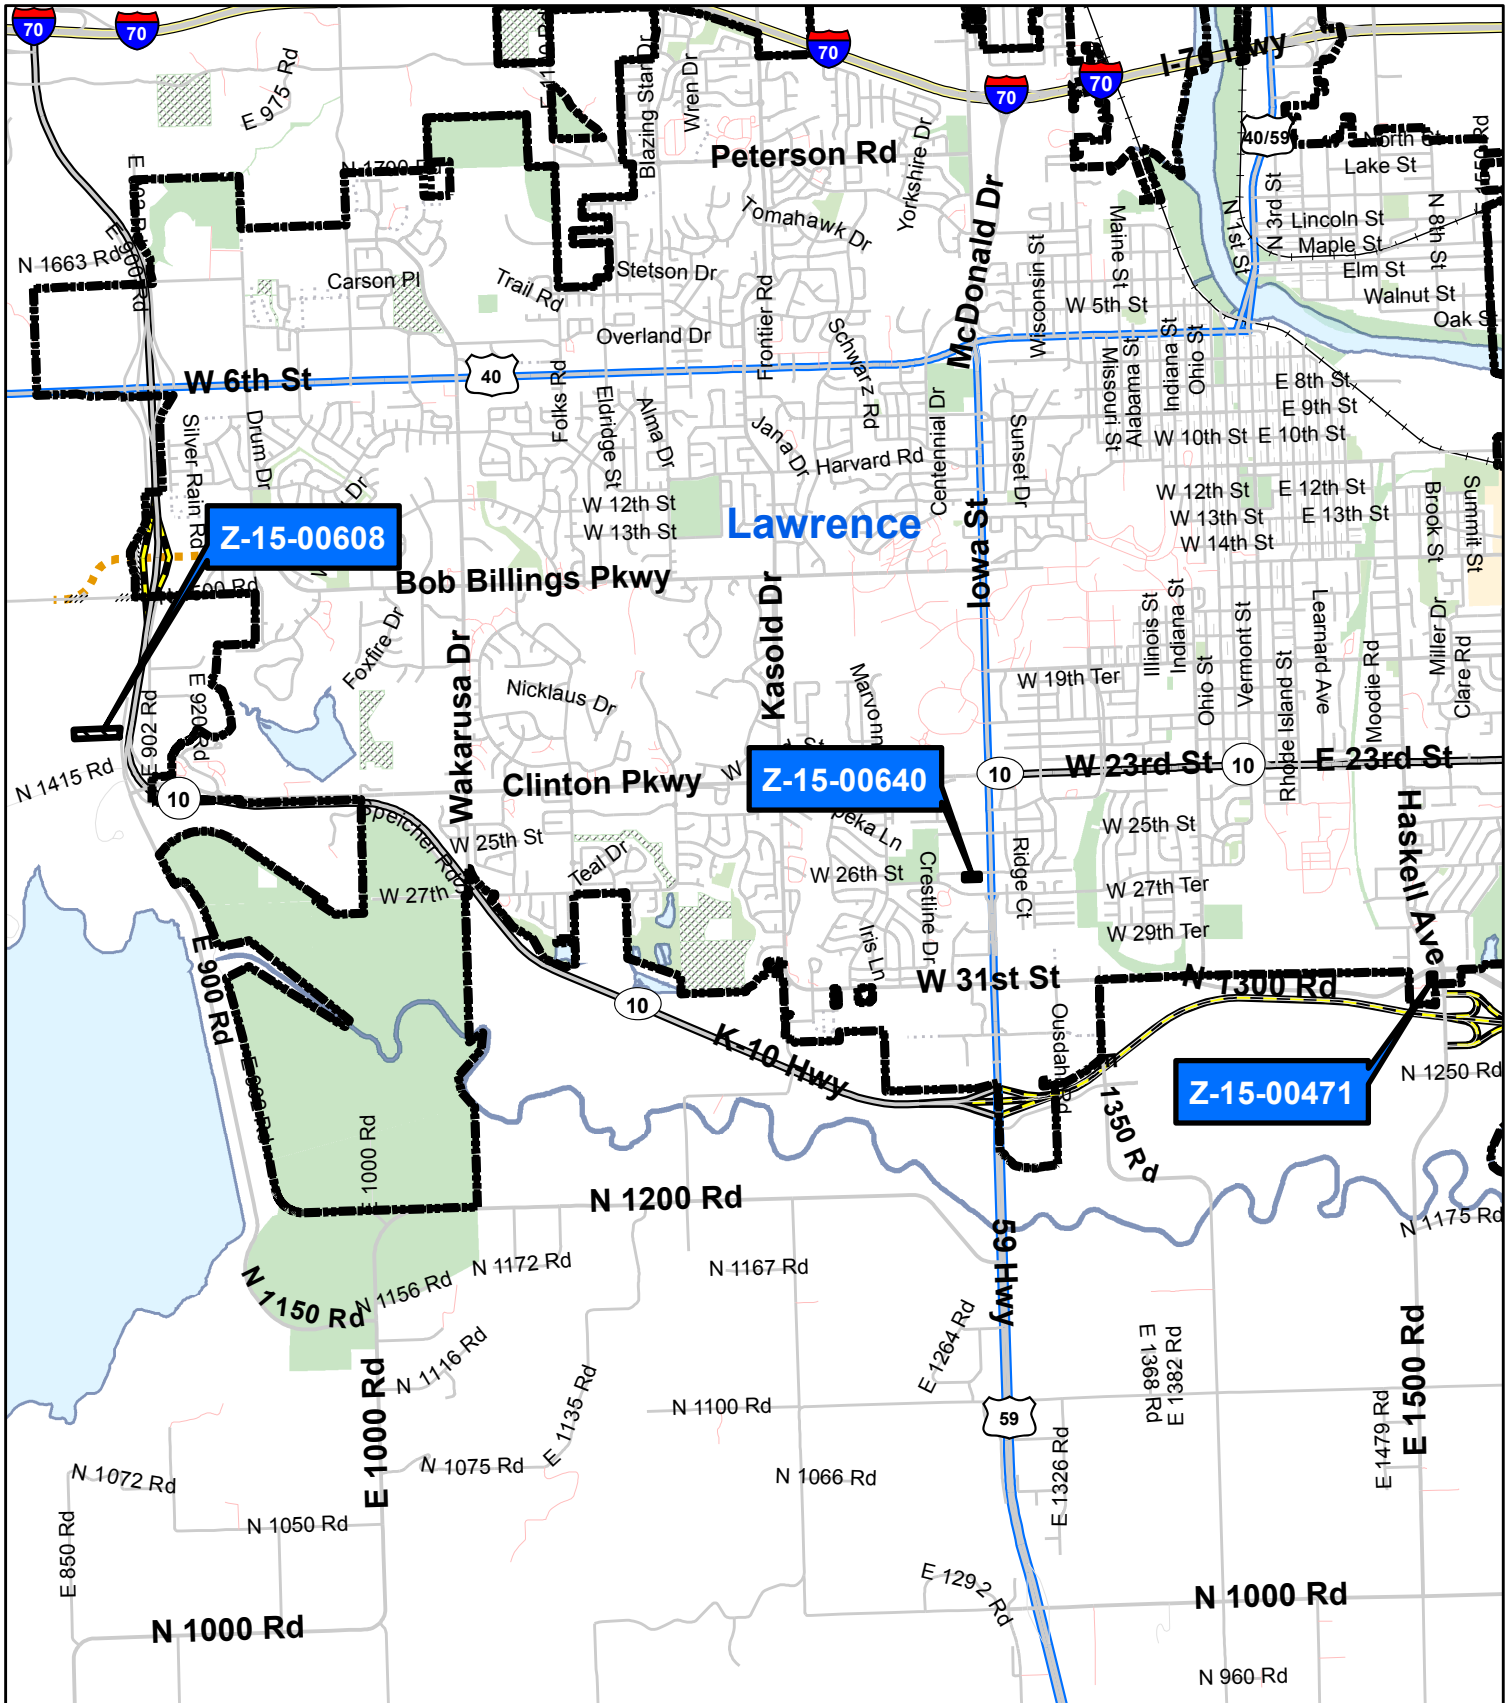 70
70
70
70
70
I-70 Hwy
40/59
E 975 Rd
Blazing Star Dr
Wren Dr
Peterson Rd
Yorkshire Dr
McDonald Dr
North St
Lake St
N 3rd St
Lincoln St
Maple St
N 8th St
Elm St
Walnut St
Oak St
N 1st St
Maine St
Tomahawk Dr
N 1663 Rd
E 900 Rd
Carson Pl
Trail Rd
Stetson Dr
Frontier Rd
Wisconsin St
W 5th St
Overland Dr
Schwarz Rd
Missouri St
Alabama St
Indiana St
Ohio St
W 6th St
40
Folks Rd
Eldridge St
Alma Dr
Jana Dr
Harvard Rd
Centennial Dr
Sunset Dr
E 8th St
E 9th St
W 10th St
E 10th St
Silver Rain Rd
Drum Dr
W 12th St
W 13th St
Lawrence
Iowa St
W 12th St
E 12th St
W 13th St
E 13th St
W 14th St
Brook St
Summit St
Z-15-00608
Bob Billings Pkwy
Kasold Dr
Foxfire Dr
Wakarusa Dr
Nicklaus Dr
Marvonn
W 19th Ter
Illinois St
Indiana St
Ohio St
Vermont St
Rhode Island St
Learnard Ave
Moodie Rd
Miller Dr
Clare Rd
E 902 Rd
E 920 Rd
N 1415 Rd
10
Clinton Pkwy
Z-15-00640
10
W 23rd St
10
E 23rd St
Speicher Rd
W 25th St
Teal Dr
peka Ln
W 26th St
Crestline Dr
Ridge Ct
W 25th St
Haskell Ave
W 27th
W 27th Ter
W 29th Ter
Iris Ln
E 900 Rd
W 31st St
N 1300 Rd
10
K-10 Hwy
Ousdahl Rd
Z-15-00471
N 1250 Rd
E 1350 Rd
E 1000 Rd
N 1200 Rd
59 Hwy
N 1175 Rd
N 1150 Rd
N 1156 Rd
N 1172 Rd
N 1167 Rd
E 1264 Rd
N 1116 Rd
E 1000 Rd
E 1135 Rd
N 1100 Rd
59
E 1368 Rd
E 1382 Rd
E 1500 Rd
E 1479 Rd
N 1072 Rd
N 1075 Rd
N 1066 Rd
E 1326 Rd
N 1050 Rd
E 850 Rd
N 1000 Rd
E 1292 Rd
N 1000 Rd
N 960 Rd